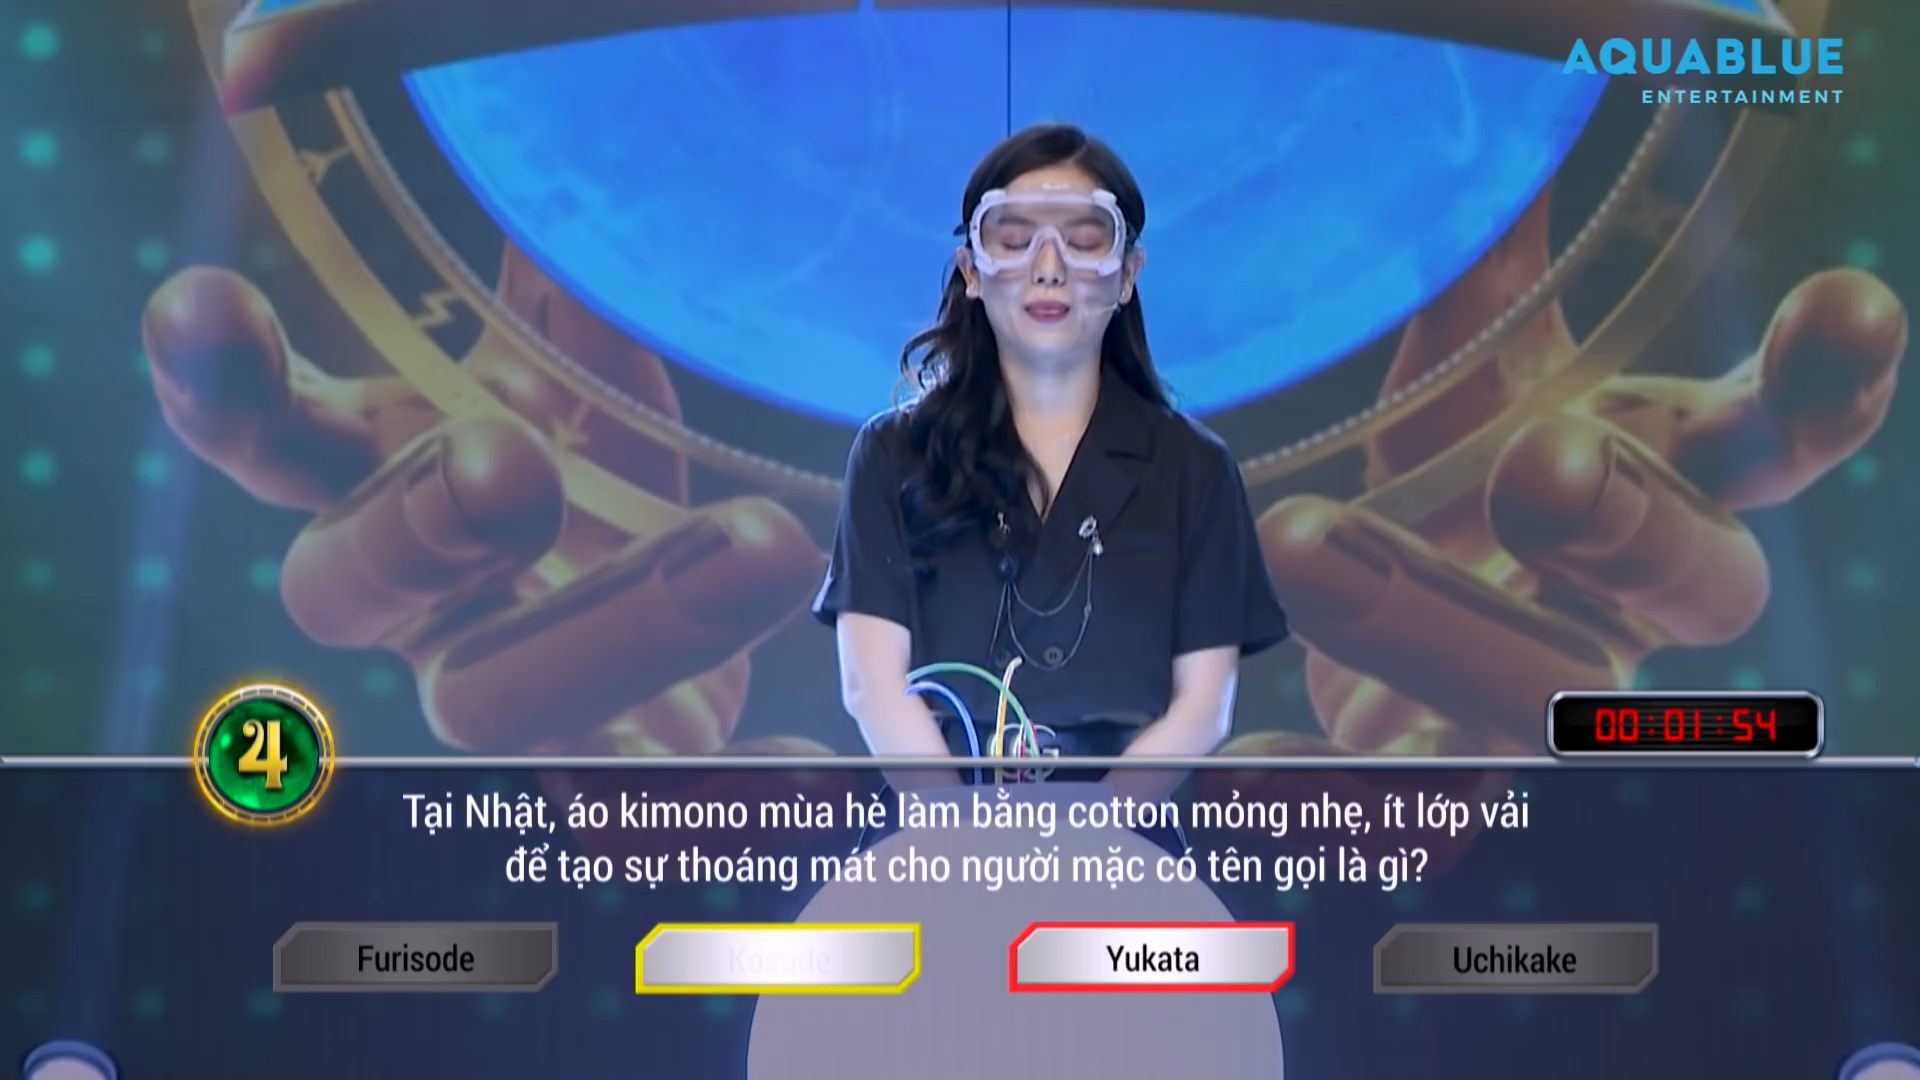 AQUABLUE
ENTERTAINMENT
00:01:54
Tại Nhật, áo kimono mùa hè làm bằng cotton mỏng nhẹ, ít lớp vải
để tạo sự thoáng mát cho người mặc có tên gọi là gì?
Furisode
Kosode
Yukata
Uchikake